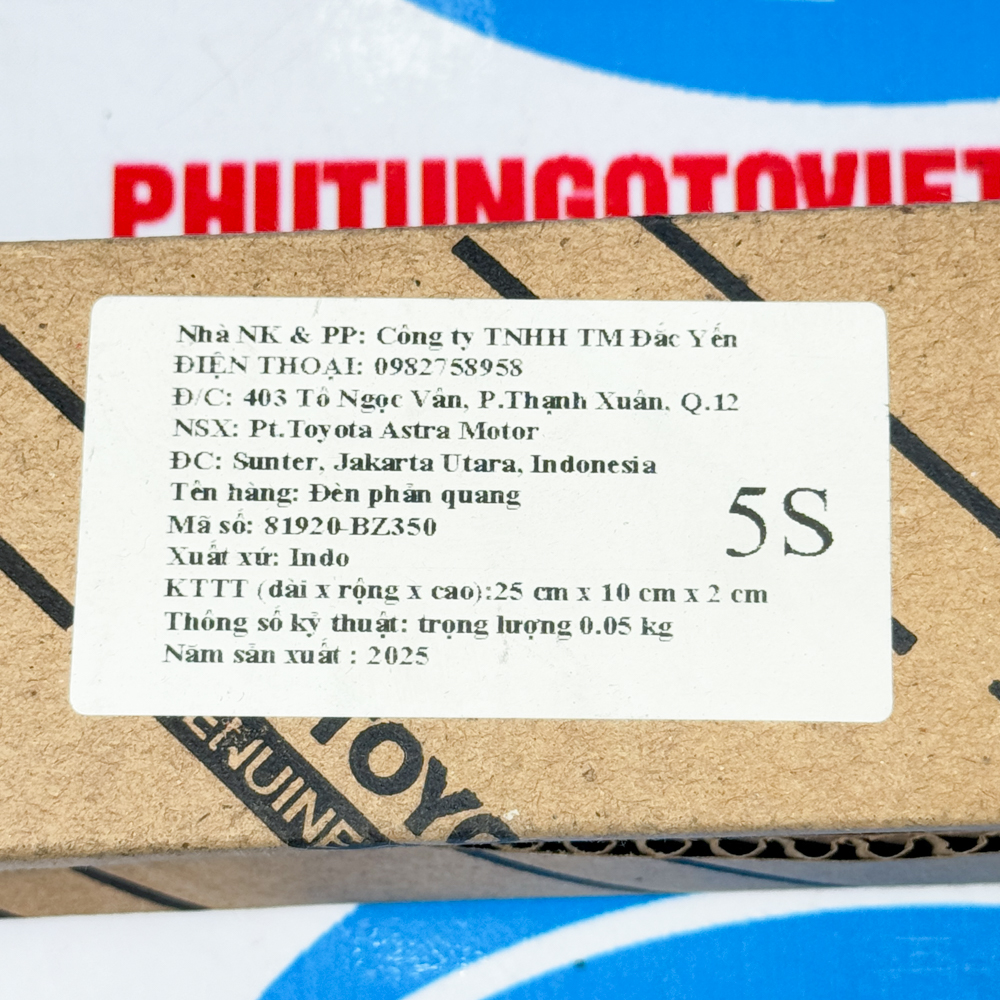 PHUTUNGOTOVIET
Nhà NK & PP: Công ty TNHH TM Đắc Yến
ĐIỆN THOẠI: 0982758958
Đ/C: 403 Tô Ngọc Vân, P.Thạnh Xuân, Q.12
NSX: Pt.Toyota Astra Motor
ĐC: Sunter, Jakarta Utara, Indonesia
Tên hàng: Đèn phản quang
Mã số: 81920-BZ350
5S
Xuất xứ: Indo
KTTT (dài x rộng x cao):25 cm x 10 cm x 2 cm
Thông số kỹ thuật: trọng lượng 0.05 kg
Năm sản xuất : 2025
TOYO
ENUINE